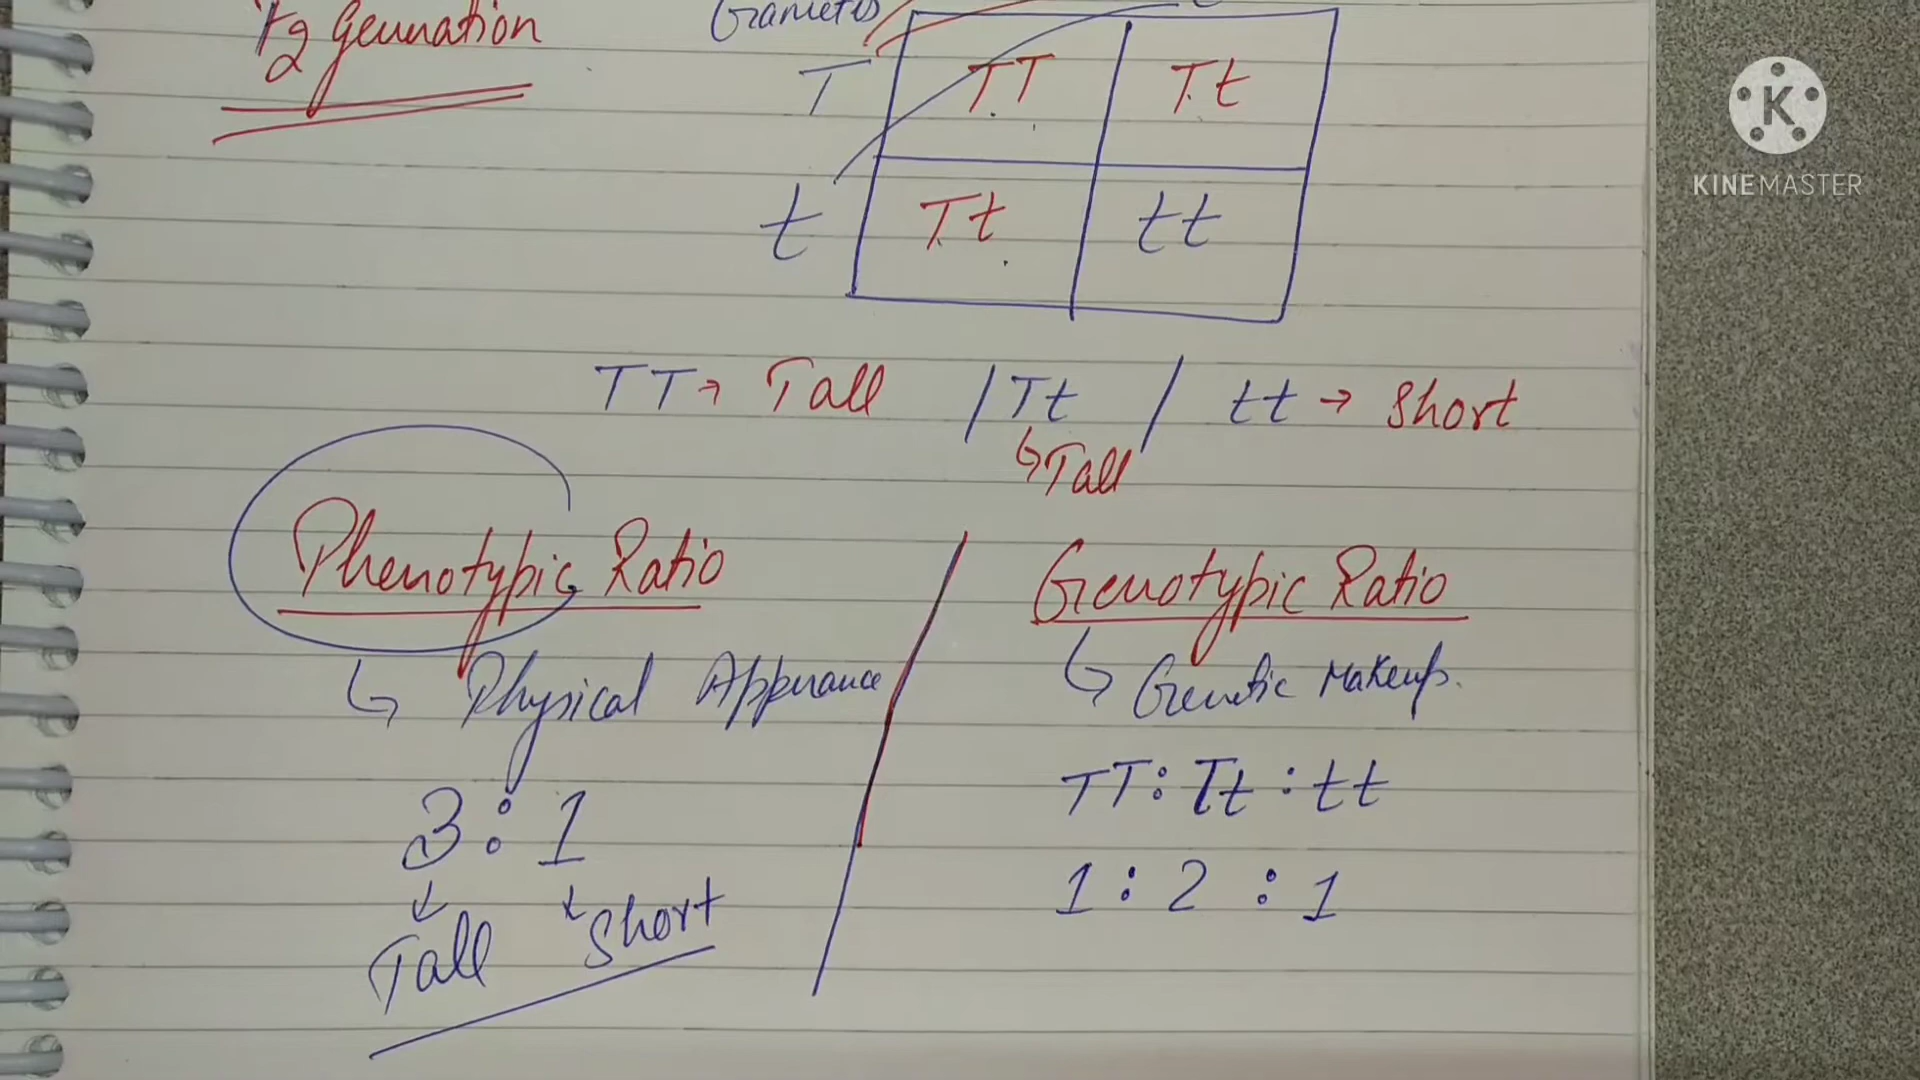 F2 Generation
Gametes
T TT Tt
t Tt tt
TT → Tall / Tt / tt → Short
↳ Tall
Phenotypic Ratio
Genotypic Ratio
↳ Physical Apperance
↳ Genetic Makeup.
3 : 1
Tall Short
TT : Tt : tt
1 : 2 : 1
KINEMASTER